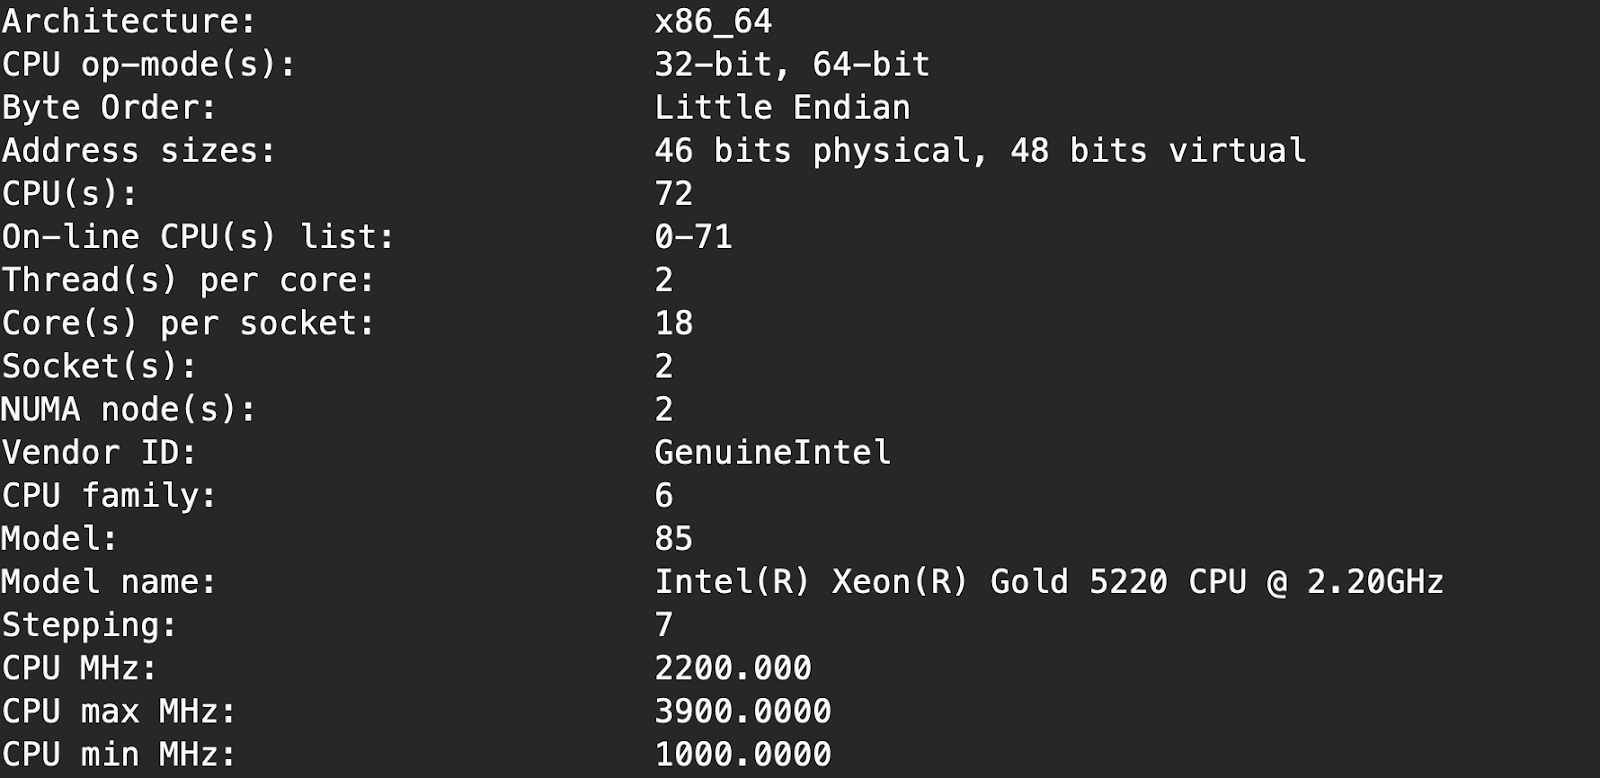 Architecture: x86_64
CPU op-mode(s): 32-bit, 64-bit
Byte Order: Little Endian
Address sizes: 46 bits physical, 48 bits virtual
CPU(s): 72
On-line CPU(s) list: 0-71
Thread(s) per core: 2
Core(s) per socket: 18
Socket(s): 2
NUMA node(s): 2
Vendor ID: GenuineIntel
CPU family: 6
Model: 85
Model name: Intel(R) Xeon(R) Gold 5220 CPU @ 2.20GHz
Stepping: 7
CPU MHz: 2200.000
CPU max MHz: 3900.0000
CPU min MHz: 1000.0000